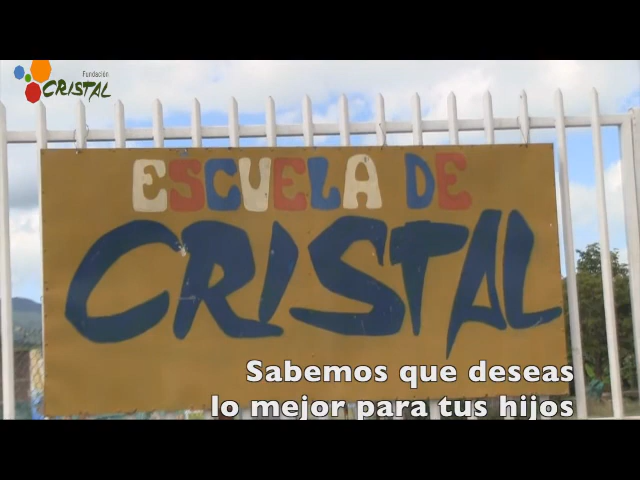 Fundación
CRISTAL
ESCUELA DE
CRISTAL
Sabemos que deseas
lo mejor para tus hijos